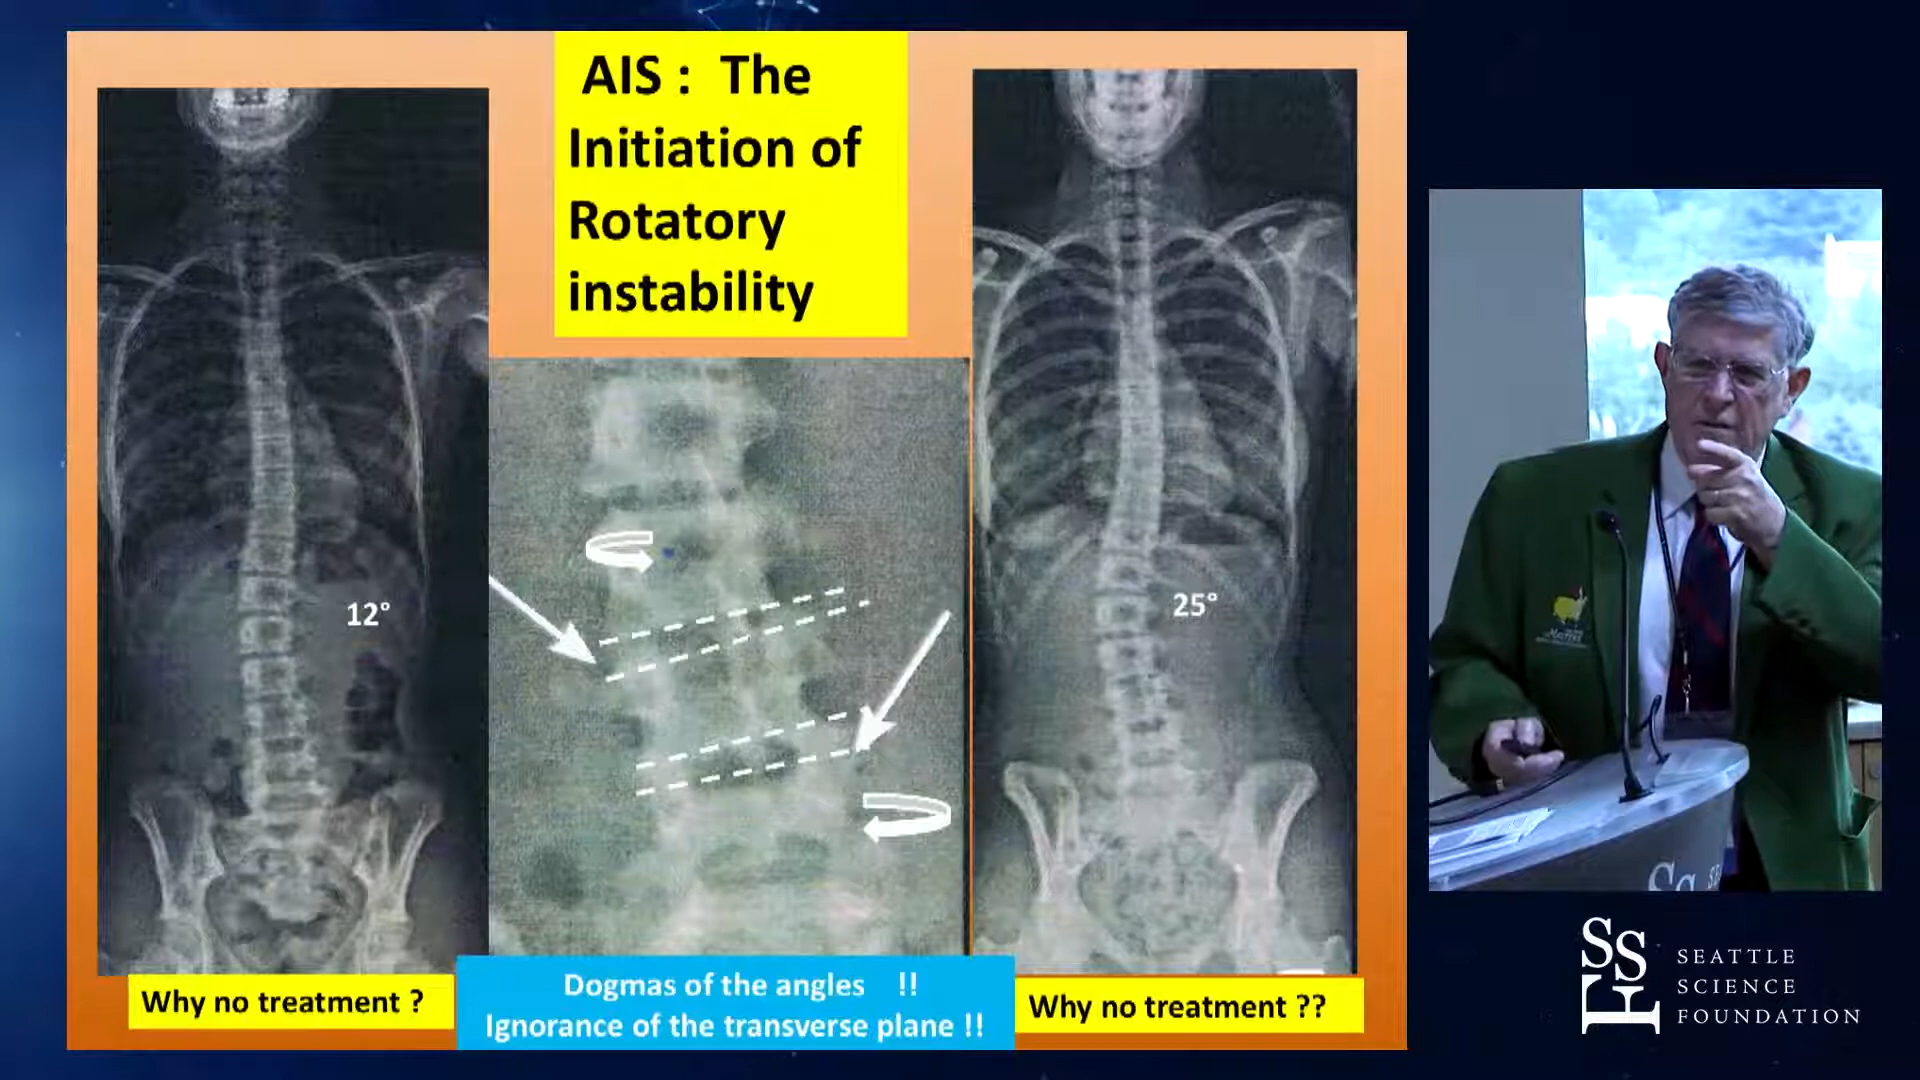 AIS : The
Initiation of
Rotatory
instability
12°
25°
Why no treatment ?
Dogmas of the angles !!
Ignorance of the transverse plane !!
Why no treatment ??
SSF
SEATTLE
SCIENCE
FOUNDATION